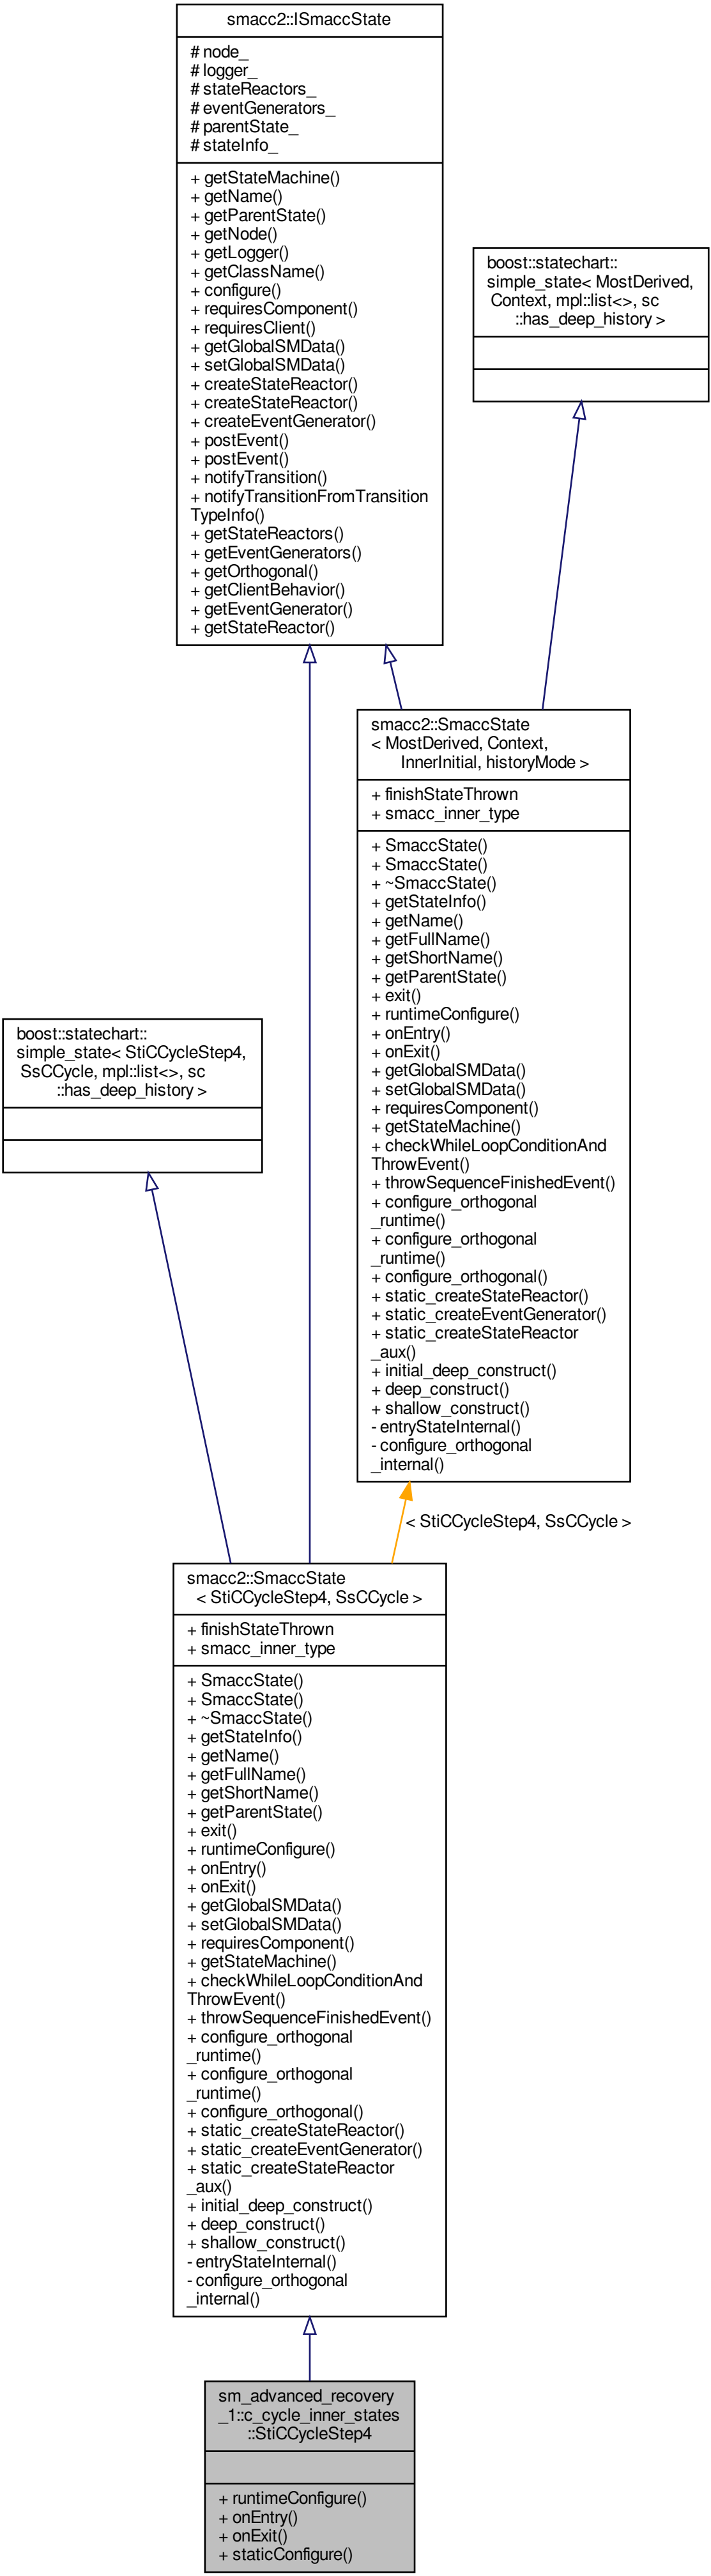 smacc2::ISmaccState
# node_
# logger_
# stateReactors_
# eventGenerators_
# parentState_
# stateInfo_
+ getStateMachine()
+ getName()
+ getParentState()
+ getNode()
+ getLogger()
+ getClassName()
+ configure()
+ requiresComponent()
+ requiresClient()
+ getGlobalSMData()
+ setGlobalSMData()
+ createStateReactor()
+ createStateReactor()
+ createEventGenerator()
+ postEvent()
+ postEvent()
+ notifyTransition()
+ notifyTransitionFromTransition
TypeInfo()
+ getStateReactors()
+ getEventGenerators()
+ getOrthogonal()
+ getClientBehavior()
+ getEventGenerator()
+ getStateReactor()
boost::statechart::
simple_state< MostDerived,
Context, mpl::list<>, sc
::has_deep_history >
smacc2::SmaccState
< MostDerived, Context,
InnerInitial, historyMode >
+ finishStateThrown
+ smacc_inner_type
+ SmaccState()
+ SmaccState()
+ ~SmaccState()
+ getStateInfo()
+ getName()
+ getFullName()
+ getShortName()
+ getParentState()
+ exit()
+ runtimeConfigure()
+ onEntry()
+ onExit()
+ getGlobalSMData()
+ setGlobalSMData()
+ requiresComponent()
+ getStateMachine()
+ checkWhileLoopConditionAnd
ThrowEvent()
+ throwSequenceFinishedEvent()
+ configure_orthogonal
_runtime()
+ configure_orthogonal
_runtime()
+ configure_orthogonal()
+ static_createStateReactor()
+ static_createEventGenerator()
+ static_createStateReactor
_aux()
+ initial_deep_construct()
+ deep_construct()
+ shallow_construct()
- entryStateInternal()
- configure_orthogonal
_internal()
boost::statechart::
simple_state< StiCCycleStep4,
SsCCycle, mpl::list<>, sc
::has_deep_history >
< StiCCycleStep4, SsCCycle >
smacc2::SmaccState
< StiCCycleStep4, SsCCycle >
+ finishStateThrown
+ smacc_inner_type
+ SmaccState()
+ SmaccState()
+ ~SmaccState()
+ getStateInfo()
+ getName()
+ getFullName()
+ getShortName()
+ getParentState()
+ exit()
+ runtimeConfigure()
+ onEntry()
+ onExit()
+ getGlobalSMData()
+ setGlobalSMData()
+ requiresComponent()
+ getStateMachine()
+ checkWhileLoopConditionAnd
ThrowEvent()
+ throwSequenceFinishedEvent()
+ configure_orthogonal
_runtime()
+ configure_orthogonal
_runtime()
+ configure_orthogonal()
+ static_createStateReactor()
+ static_createEventGenerator()
+ static_createStateReactor
_aux()
+ initial_deep_construct()
+ deep_construct()
+ shallow_construct()
- entryStateInternal()
- configure_orthogonal
_internal()
sm_advanced_recovery
_1::c_cycle_inner_states
::StiCCycleStep4
+ runtimeConfigure()
+ onEntry()
+ onExit()
+ staticConfigure()